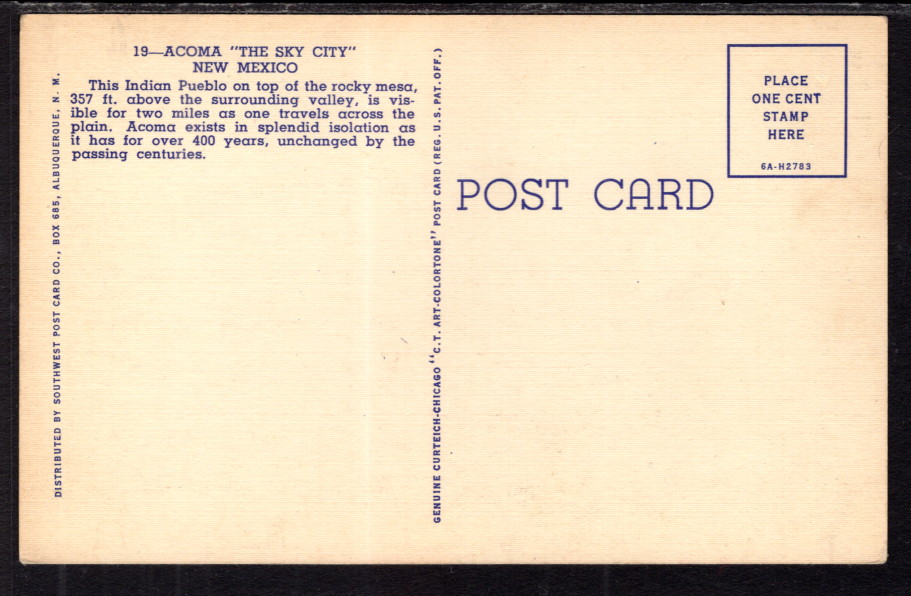 19—ACOMA "THE SKY CITY"
NEW MEXICO
This Indian Pueblo on top of the rocky mesa,
357 ft. above the surrounding valley, is vis-
ible for two miles as one travels across the
plain. Acoma exists in splendid isolation as
it has for over 400 years, unchanged by the
passing centuries.
DISTRIBUTED BY SOUTHWEST POST CARD CO., BOX 685, ALBUQUERQUE, N. M.
GENUINE CURTEICH-CHICAGO "C.T. ART-COLORTONE" POST CARD (REG. U.S. PAT. OFF.)
POST CARD
PLACE
ONE CENT
STAMP
HERE
6A-H2783